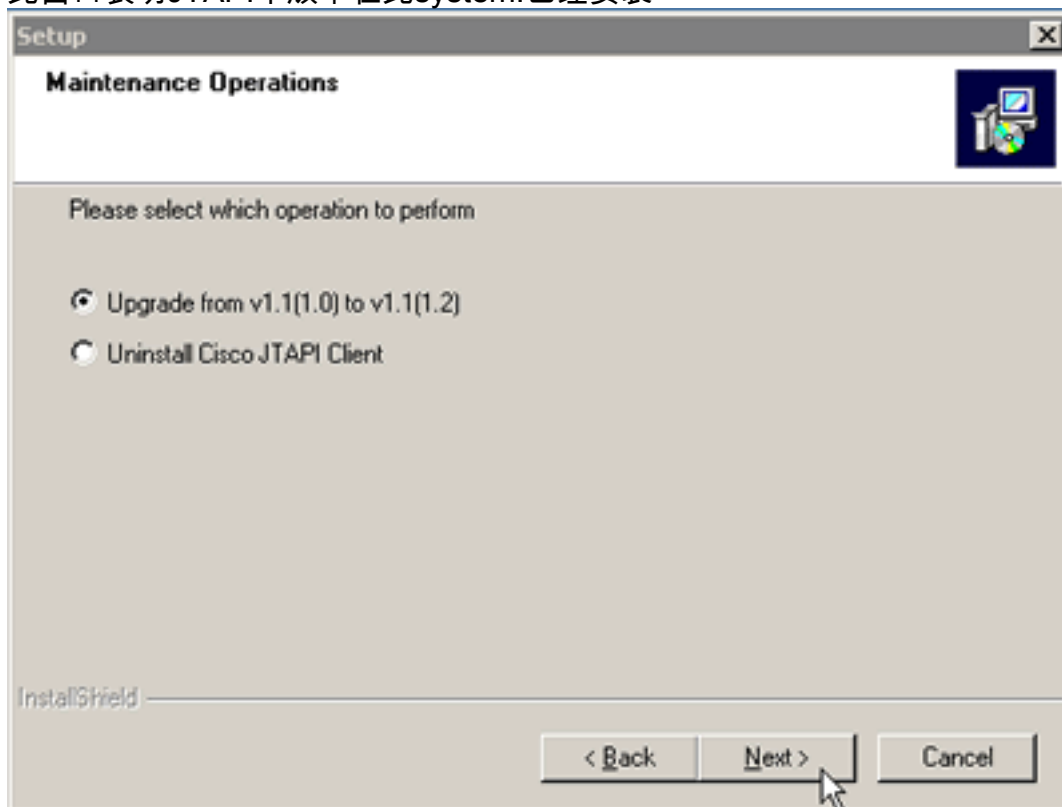 Setup
Maintenance Operations
Please select which operation to perform
Upgrade from v1.1(1.0) to v1.1(1.2)
Uninstall Cisco JTAPI Client
InstallShield
< Back Next > Cancel